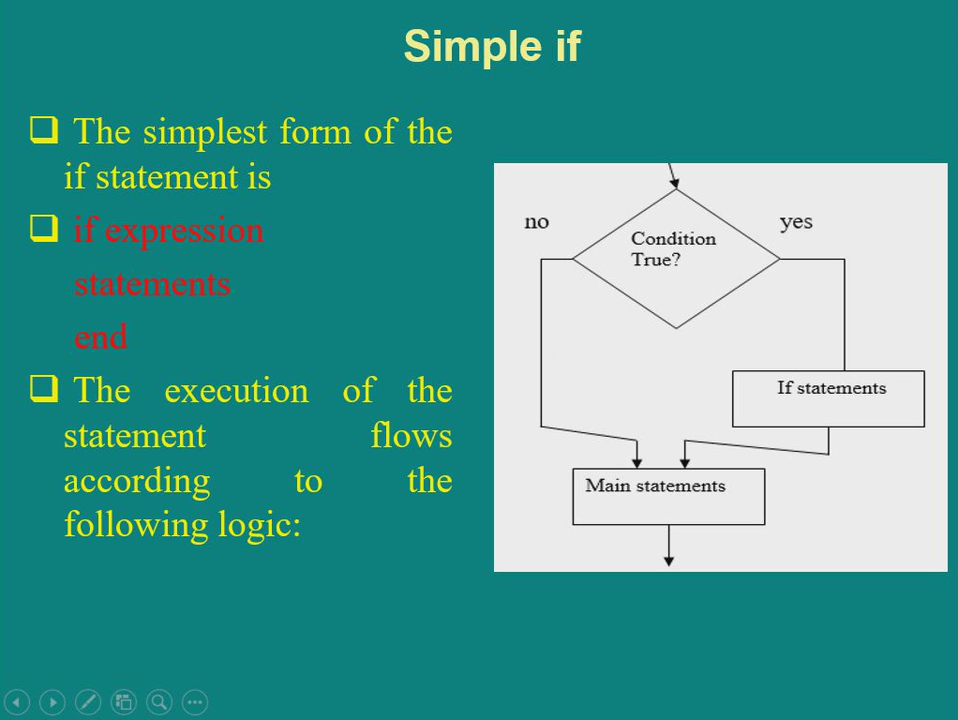 Simple if
The simplest form of the
if statement is
if expression
statements
end
The execution of the
statement flows
according to the
following logic:
no
yes
Condition
True?
If statements
Main statements